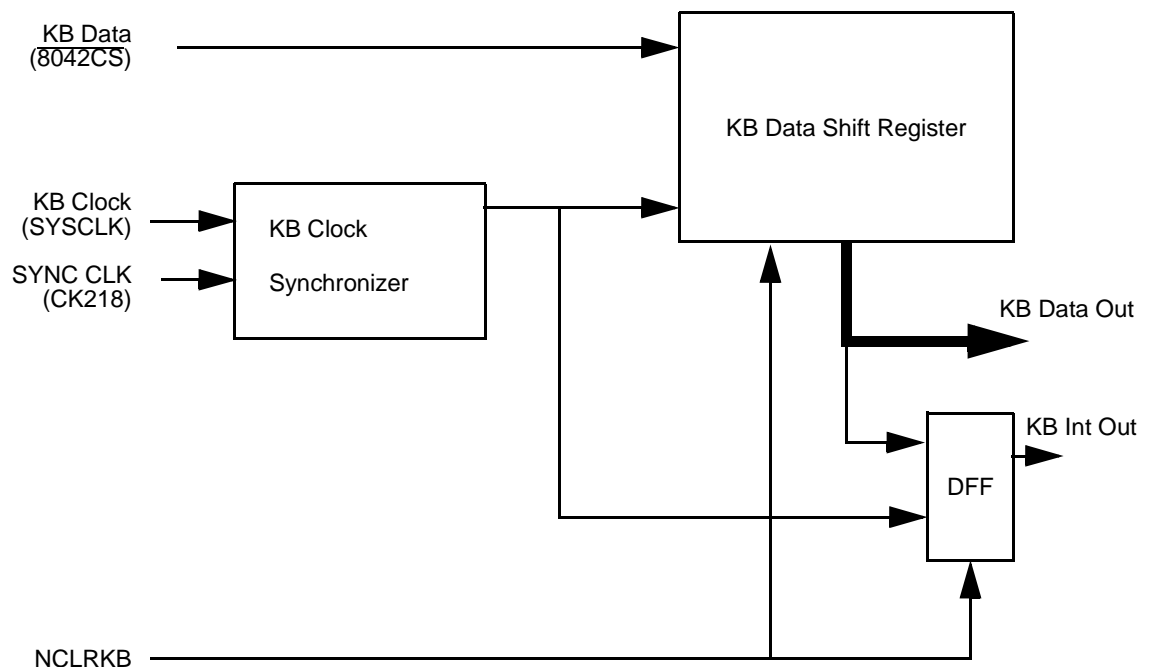 KB Data
(8042CS)
KB Data Shift Register
KB Clock
(SYSCLK)
KB Clock
Synchronizer
SYNC CLK
(CK218)
KB Data Out
KB Int Out
DFF
NCLRKB